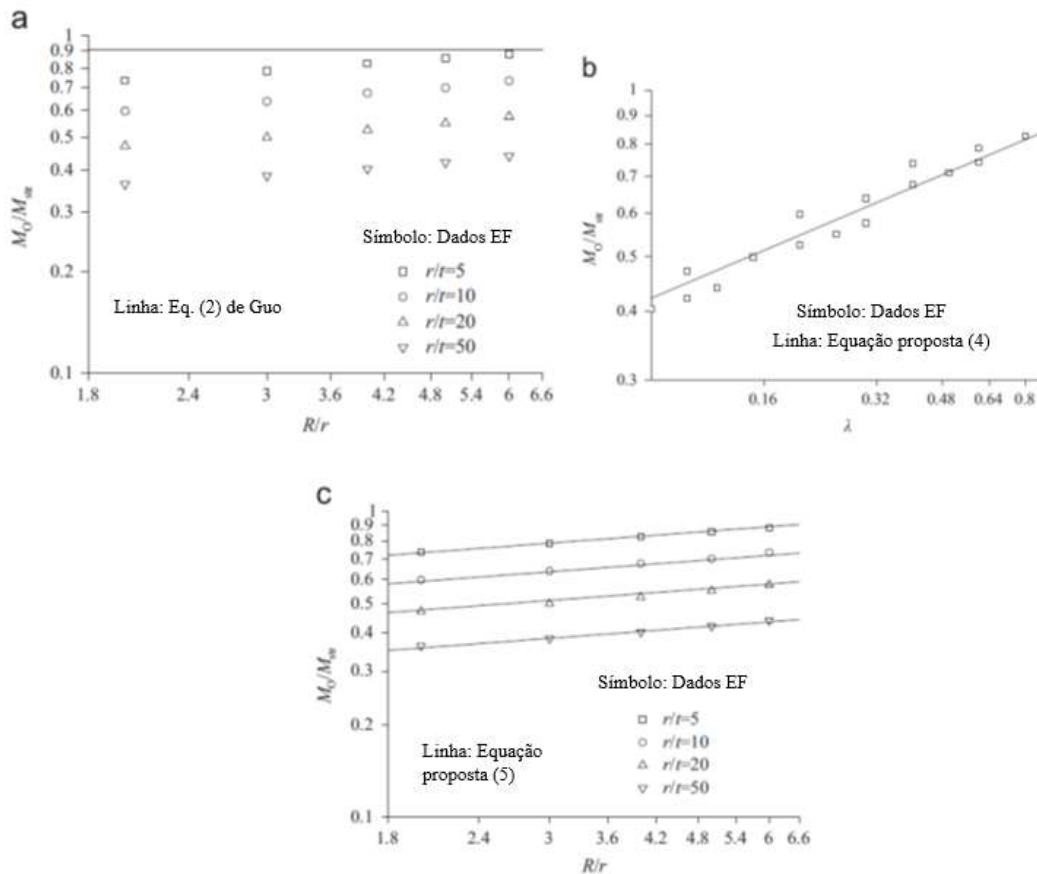 a
1
0.9
0.8
0.7
0.6
0.5
0.4
0.3
0.2
0.1
M_O/M_str
Símbolo: Dados EF
r/t=5
r/t=10
r/t=20
r/t=50
Linha: Eq. (2) de Guo
1.8 2.4 3 3.6 4.2 4.8 5.4 6 6.6
R/r
b
1
0.9
0.8
0.7
0.6
0.5
0.4
0.3
M_O/M_str
Símbolo: Dados EF
Linha: Equação proposta (4)
0.16 0.32 0.48 0.64 0.8
λ
c
1
0.9
0.8
0.7
0.6
0.5
0.4
0.3
0.2
0.1
M_O/M_str
Símbolo: Dados EF
r/t=5
r/t=10
r/t=20
r/t=50
Linha: Equação
proposta (5)
1.8 2.4 3 3.6 4.2 4.8 5.4 6 6.6
R/r